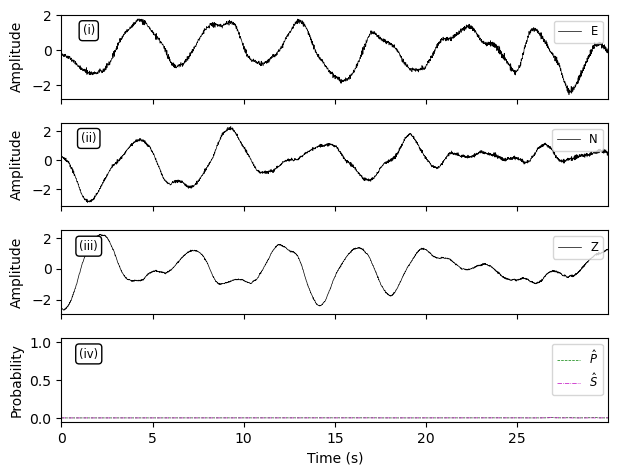 (i)
E
Amplitude
2
0
−2
(ii)
N
Amplitude
2
0
−2
(iii)
Z
Amplitude
2
0
−2
(iv)
P̂
Ŝ
Probability
1.0
0.5
0.0
0 5 10 15 20 25
Time (s)